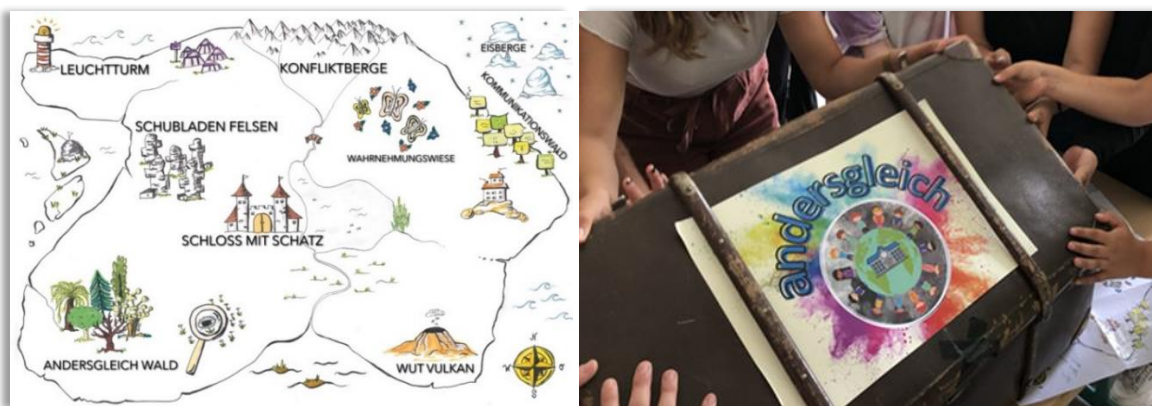 LEUCHTTURM
KONFLIKTBERGE
EISBERGE
KOMMUNIKATIONSWALD
SCHUBLADEN FELSEN
WAHRNEHMUNGSWIESE
SCHLOSS MIT SCHATZ
ANDERSGLEICH WALD
WUT VULKAN
N
W
O
S
andersgleich